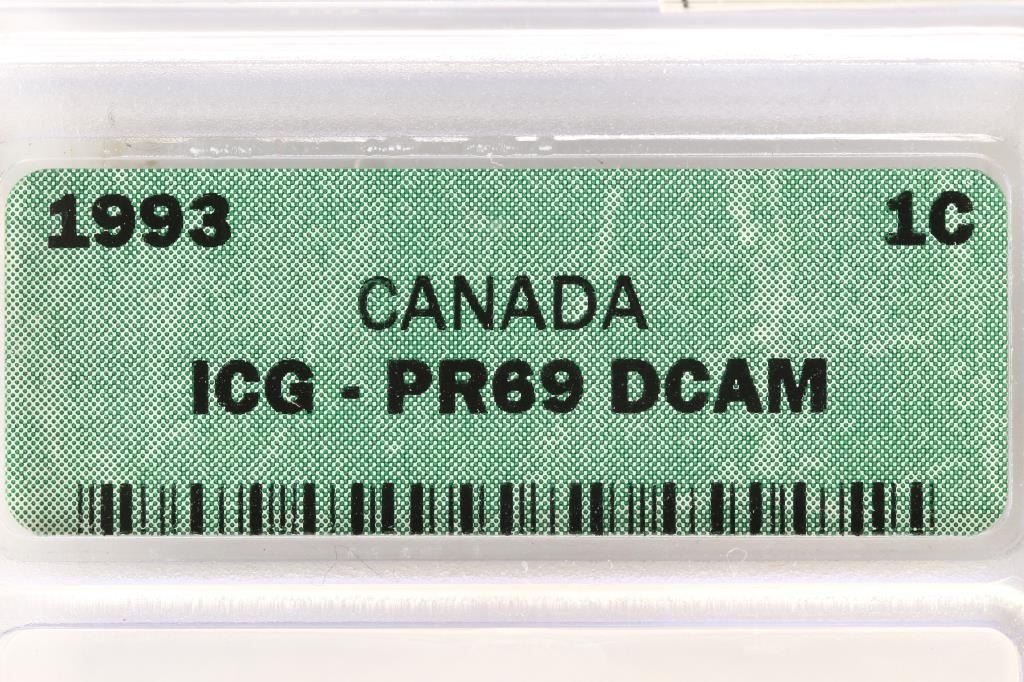 1993 1C
CANADA
ICG - PR69 DCAM